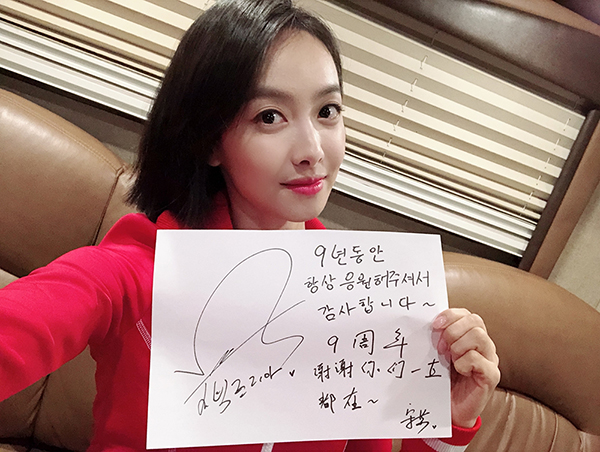 9년동안
항상 응원해주셔서
감사합니다~
9周年
谢谢你们一直
都在~
빅토리아
宋茜